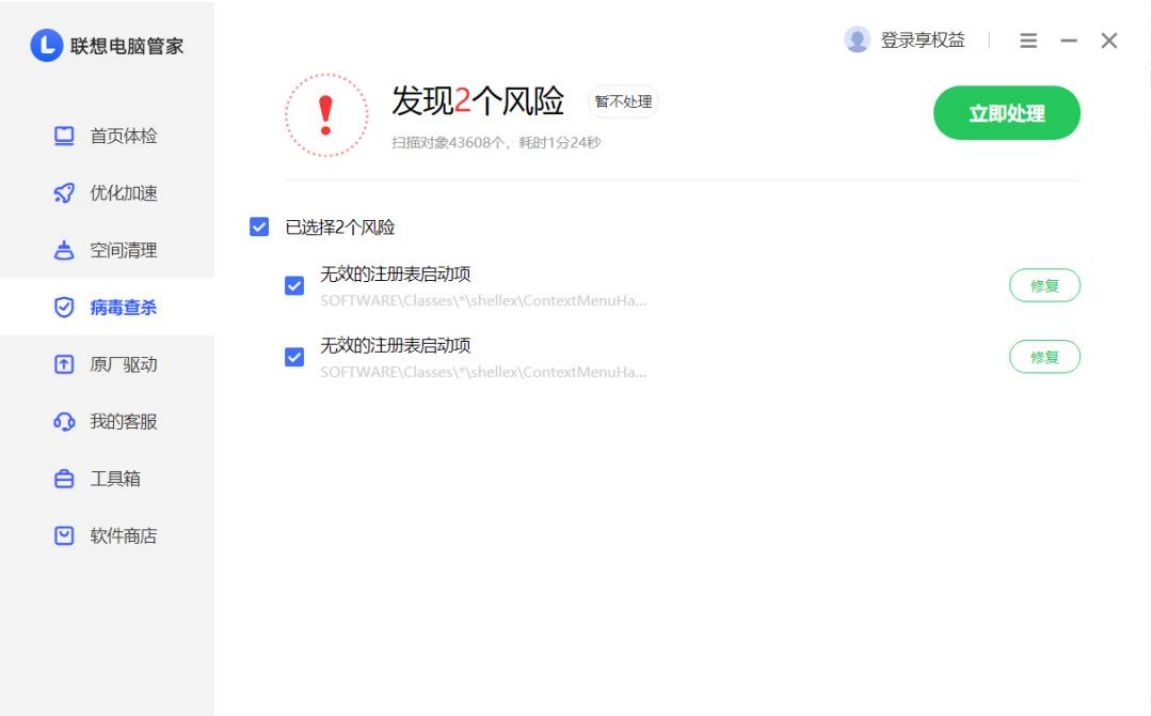 联想电脑管家
登录享权益
首页体检
优化加速
空间清理
病毒查杀
原厂驱动
我的客服
工具箱
软件商店
发现2个风险
暂不处理
扫描对象43608个，耗时1分24秒
立即处理
已选择2个风险
无效的注册表启动项
SOFTWARE\Classes\*\shellex\ContextMenuHa...
修复
无效的注册表启动项
SOFTWARE\Classes\*\shellex\ContextMenuHa...
修复